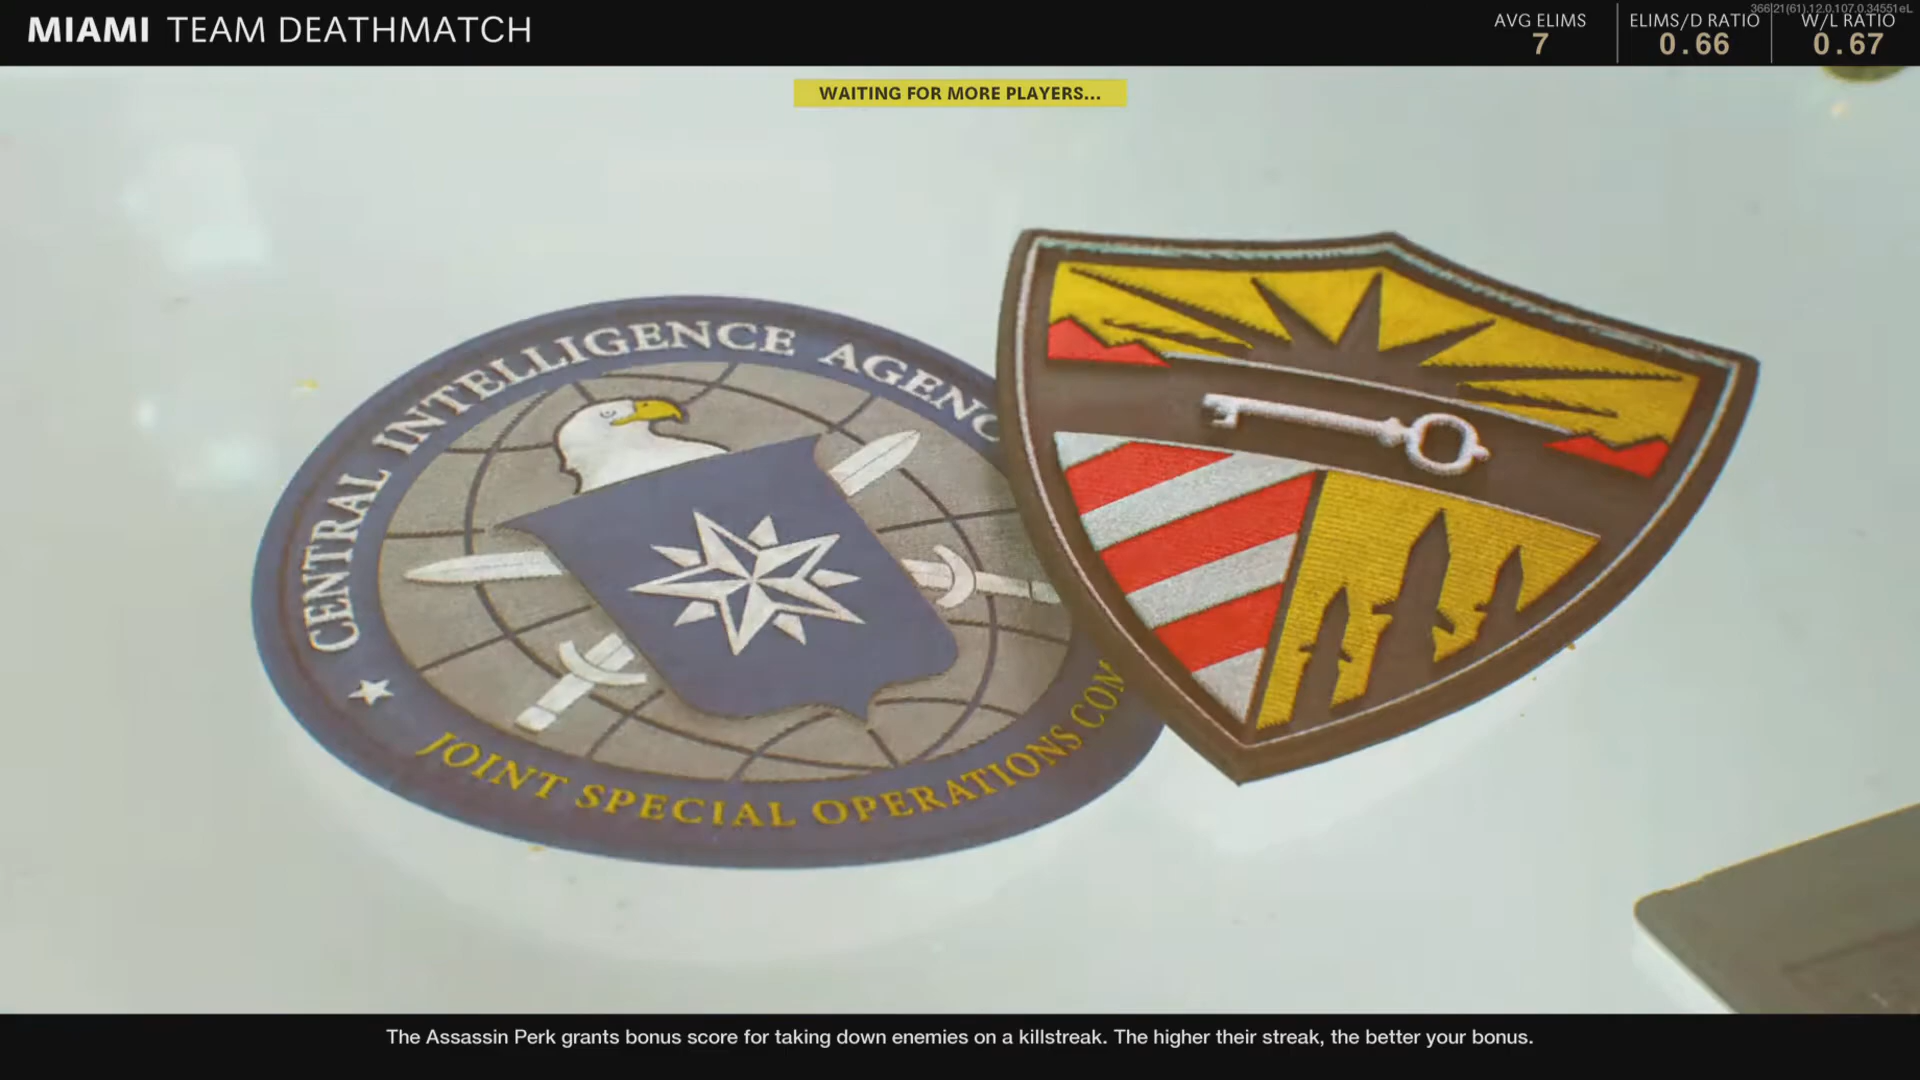 MIAMI TEAM DEATHMATCH
AVG ELIMS
7
ELIMS/D RATIO
0.66
W/L RATIO
0.67
WAITING FOR MORE PLAYERS...
CENTRAL INTELLIGENCE AGENC
JOINT SPECIAL OPERATIONS COM
The Assassin Perk grants bonus score for taking down enemies on a killstreak. The higher their streak, the better your bonus.